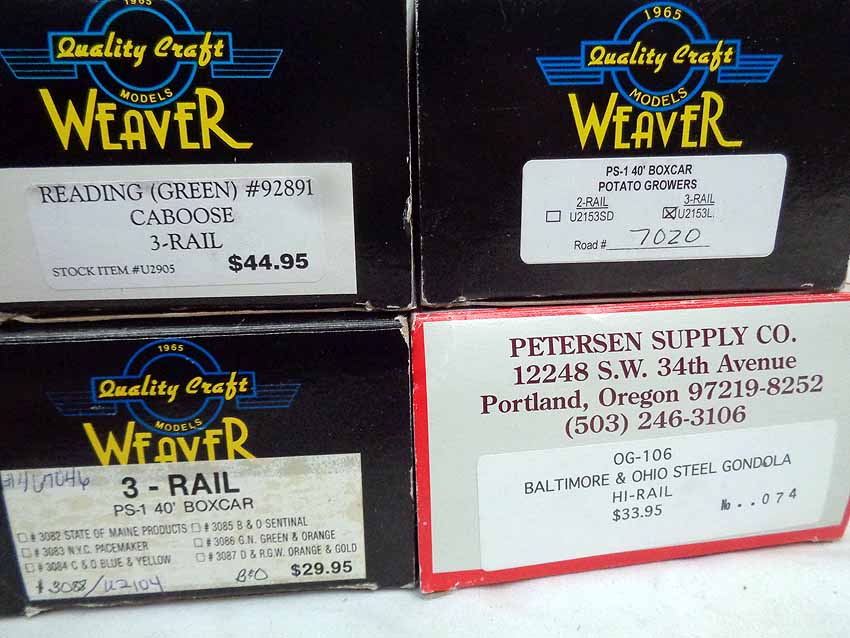 1965
Quality Craft
MODELS
WEAVER
READING (GREEN) #92891
CABOOSE
3-RAIL
STOCK ITEM #U2905 $44.95
1965
Quality Craft
MODELS
WEAVER
PS-1 40' BOXCAR
POTATO GROWERS
2-RAIL 3-RAIL
U2153SD U2153L
Road # 7020
1965
Quality Craft
MODELS
WEAVER
3 - RAIL
PS-1 40' BOXCAR
# 3082 STATE OF MAINE PRODUCTS # 3085 B & O SENTINAL
# 3083 N.Y.C. PACEMAKER # 3086 G.N. GREEN & ORANGE
# 3084 C & O BLUE & YELLOW # 3087 D & R.G.W. ORANGE & GOLD
# 3088/U2104 B&O $29.95
PETERSEN SUPPLY CO.
12248 S.W. 34th Avenue
Portland, Oregon 97219-8252
(503) 246-3106
OG-106
BALTIMORE & OHIO STEEL GONDOLA
HI-RAIL
$33.95 No...074